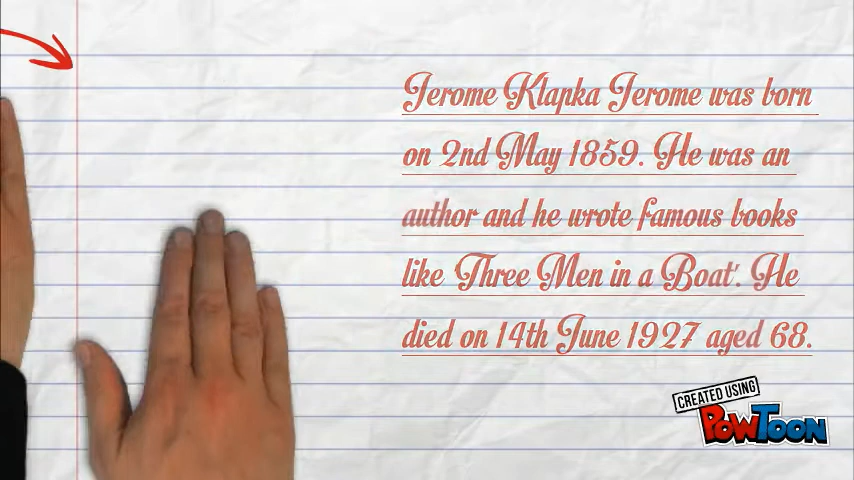 Jerome Klapka Jerome was born
on 2nd May 1859. He was an
author and he wrote famous books
like 'Three Men in a Boat'. He
died on 14th June 1927 aged 68.
CREATED USING
POWTOON